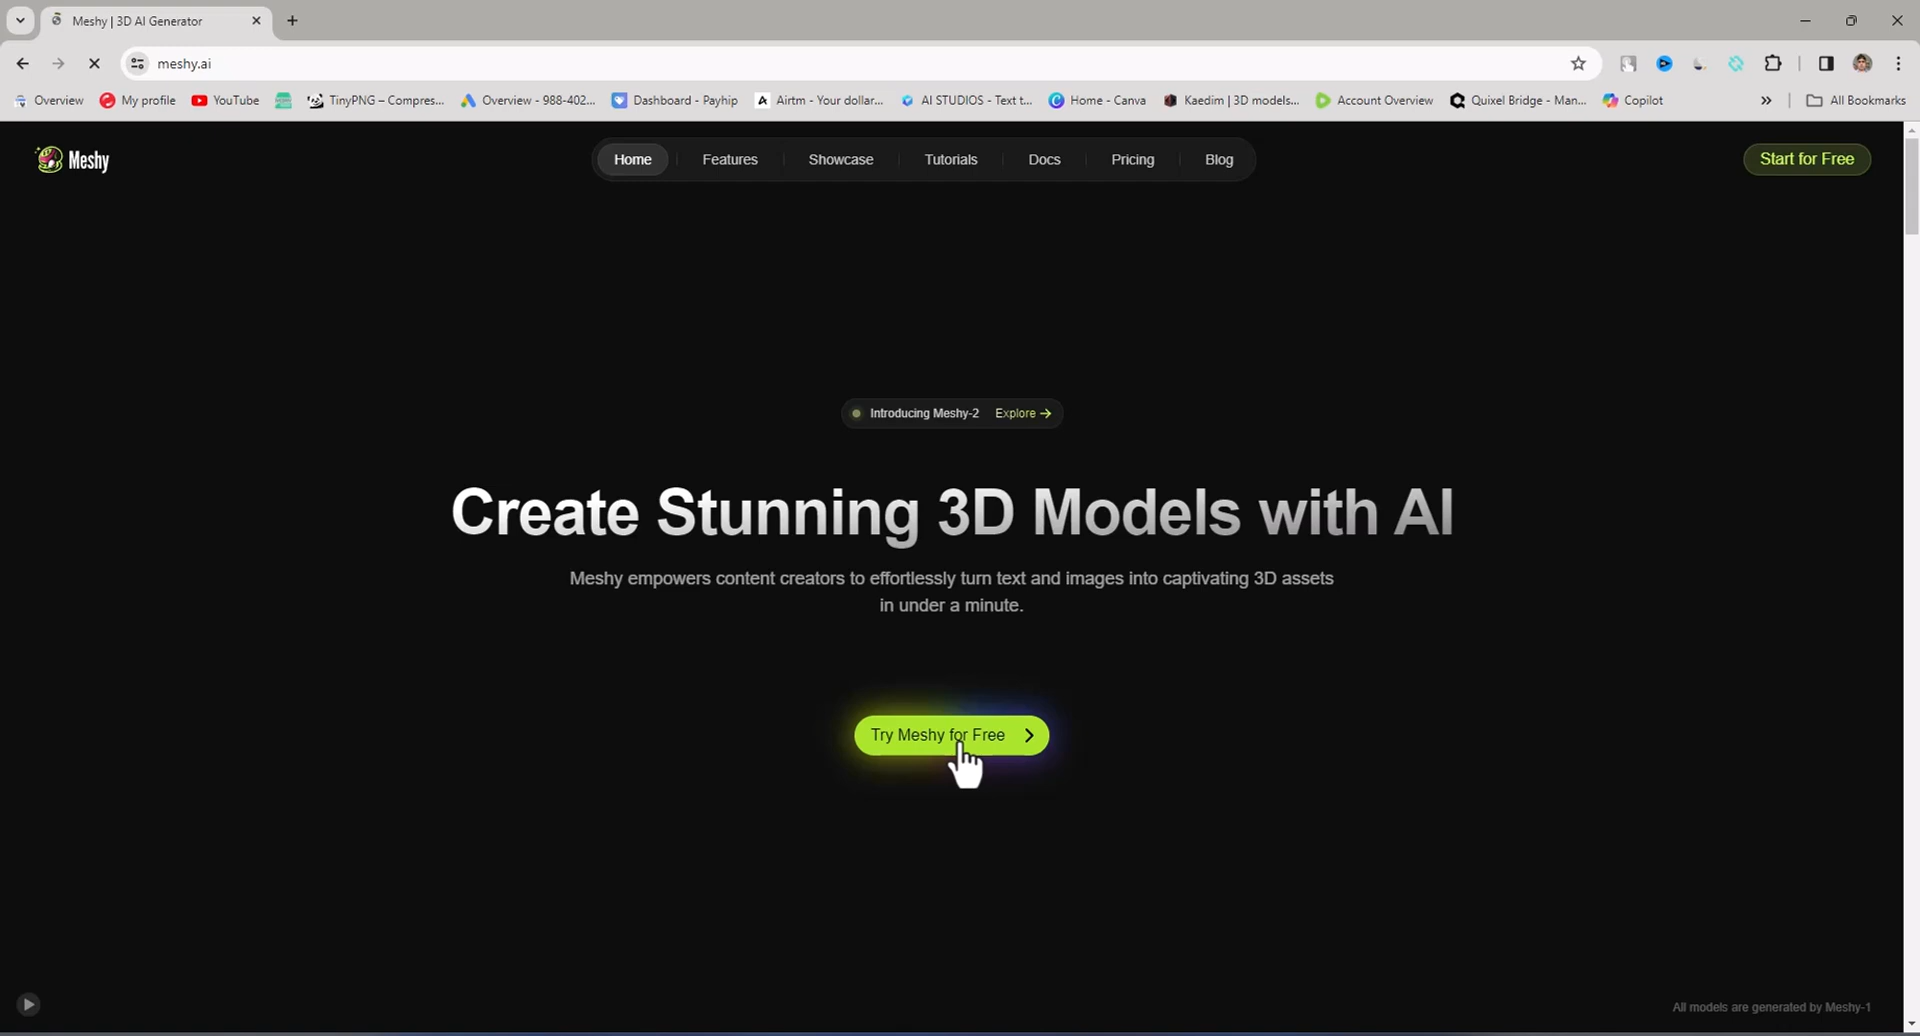 Meshy | 3D AI Generator
meshy.ai
Overview
My profile
YouTube
TinyPNG – Compres...
Overview - 988-402...
Dashboard - Payhip
Airtm - Your dollar...
AI STUDIOS - Text t...
Home - Canva
Kaedim | 3D models...
Account Overview
Quixel Bridge - Man...
Copilot
All Bookmarks
Meshy
Home
Features
Showcase
Tutorials
Docs
Pricing
Blog
Start for Free
Introducing Meshy-2 Explore →
Create Stunning 3D Models with AI
Meshy empowers content creators to effortlessly turn text and images into captivating 3D assets
in under a minute.
Try Meshy for Free
All models are generated by Meshy-1